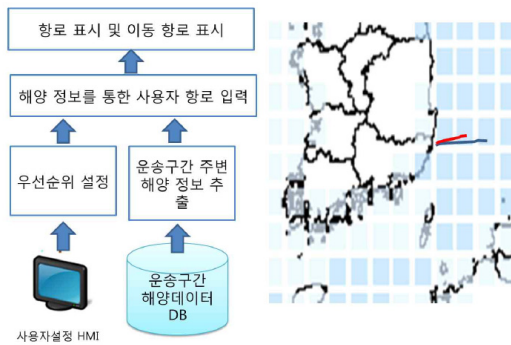 항로 표시 및 이동 항로 표시
해양 정보를 통한 사용자 항로 입력
우선순위 설정
운송구간 주변
해양 정보 추
출
운송구간
해양데이터
DB
사용자설정 HMI